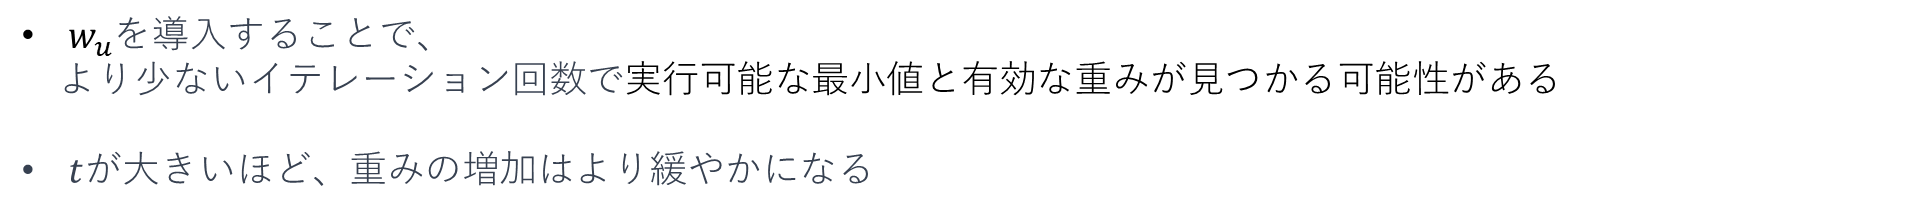 • 𝑤ᵤを導入することで、
より少ないイテレーション回数で実行可能な最小値と有効な重みが見つかる可能性がある
• 𝑡が大きいほど、重みの増加はより緩やかになる